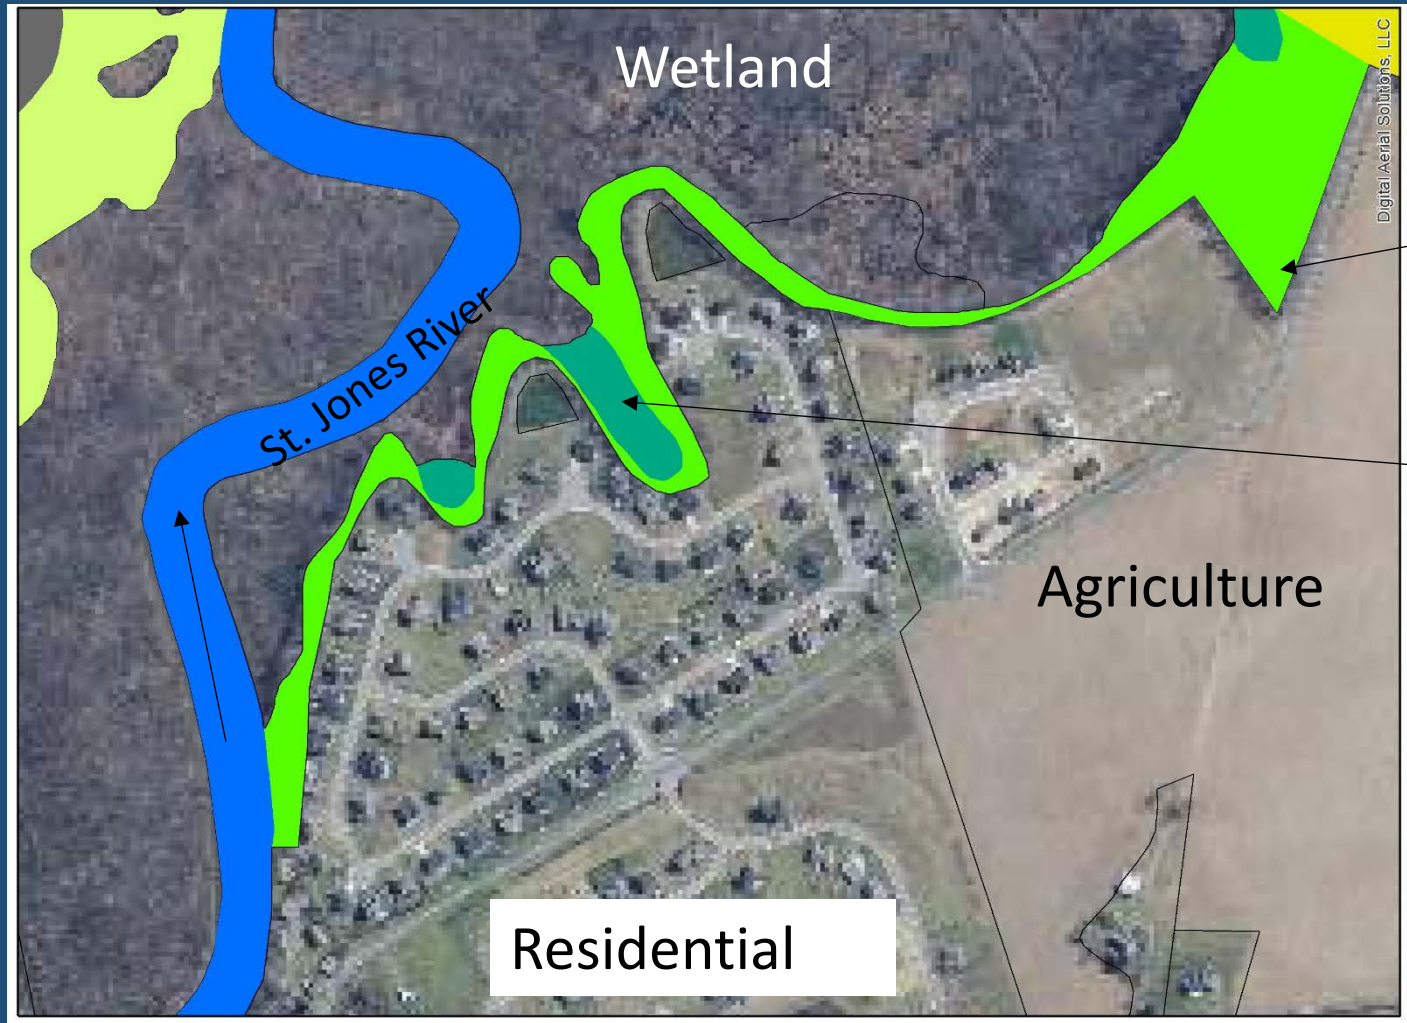 Wetland
Digital Aerial Solutions, LLC
St. Jones River
Agriculture
Residential